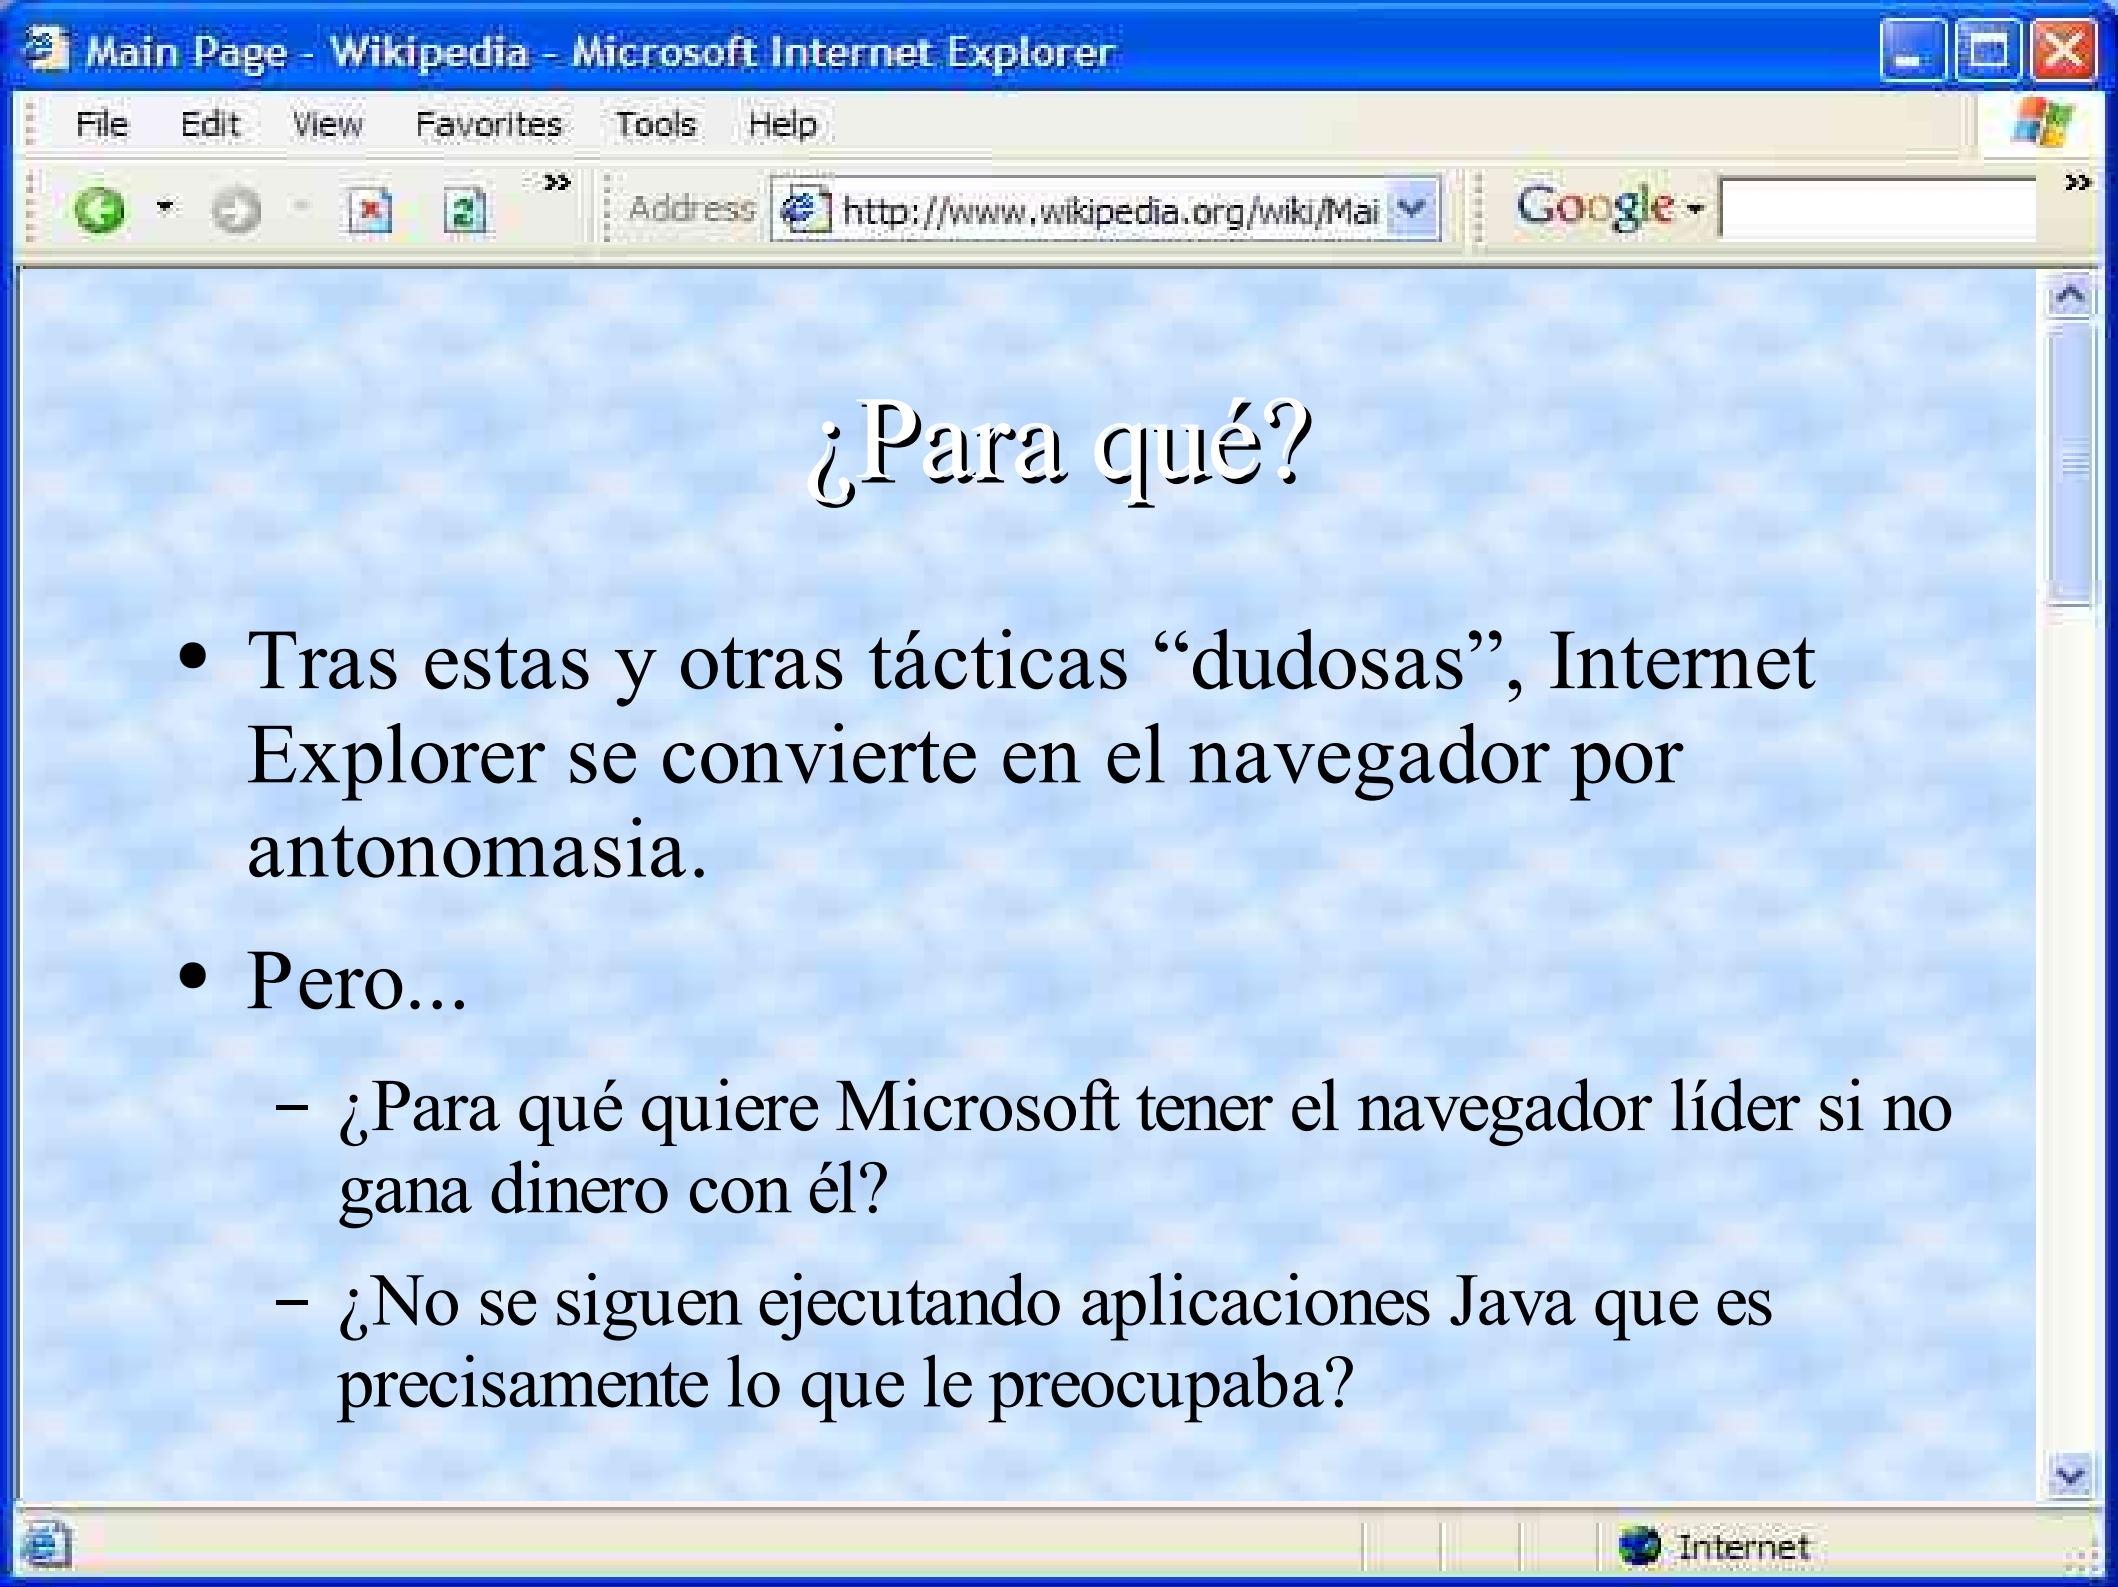 Main Page - Wikipedia - Microsoft Internet Explorer
File Edit View Favorites Tools Help
» Address http://www.wikipedia.org/wiki/Mai Google »
¿Para qué?
• Tras estas y otras tácticas “dudosas”, Internet
Explorer se convierte en el navegador por
antonomasia.
• Pero...
– ¿Para qué quiere Microsoft tener el navegador líder si no
gana dinero con él?
– ¿No se siguen ejecutando aplicaciones Java que es
precisamente lo que le preocupaba?
Internet